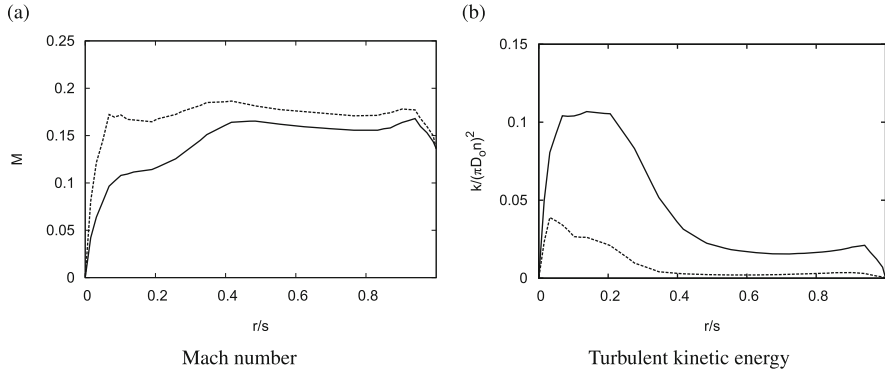 (a)
0.25
0.2
0.15
0.1
0.05
0
M
0 0.2 0.4 0.6 0.8
r/s
Mach number
(b)
0.15
0.1
0.05
0
k/(πDₒn)²
0 0.2 0.4 0.6 0.8
r/s
Turbulent kinetic energy